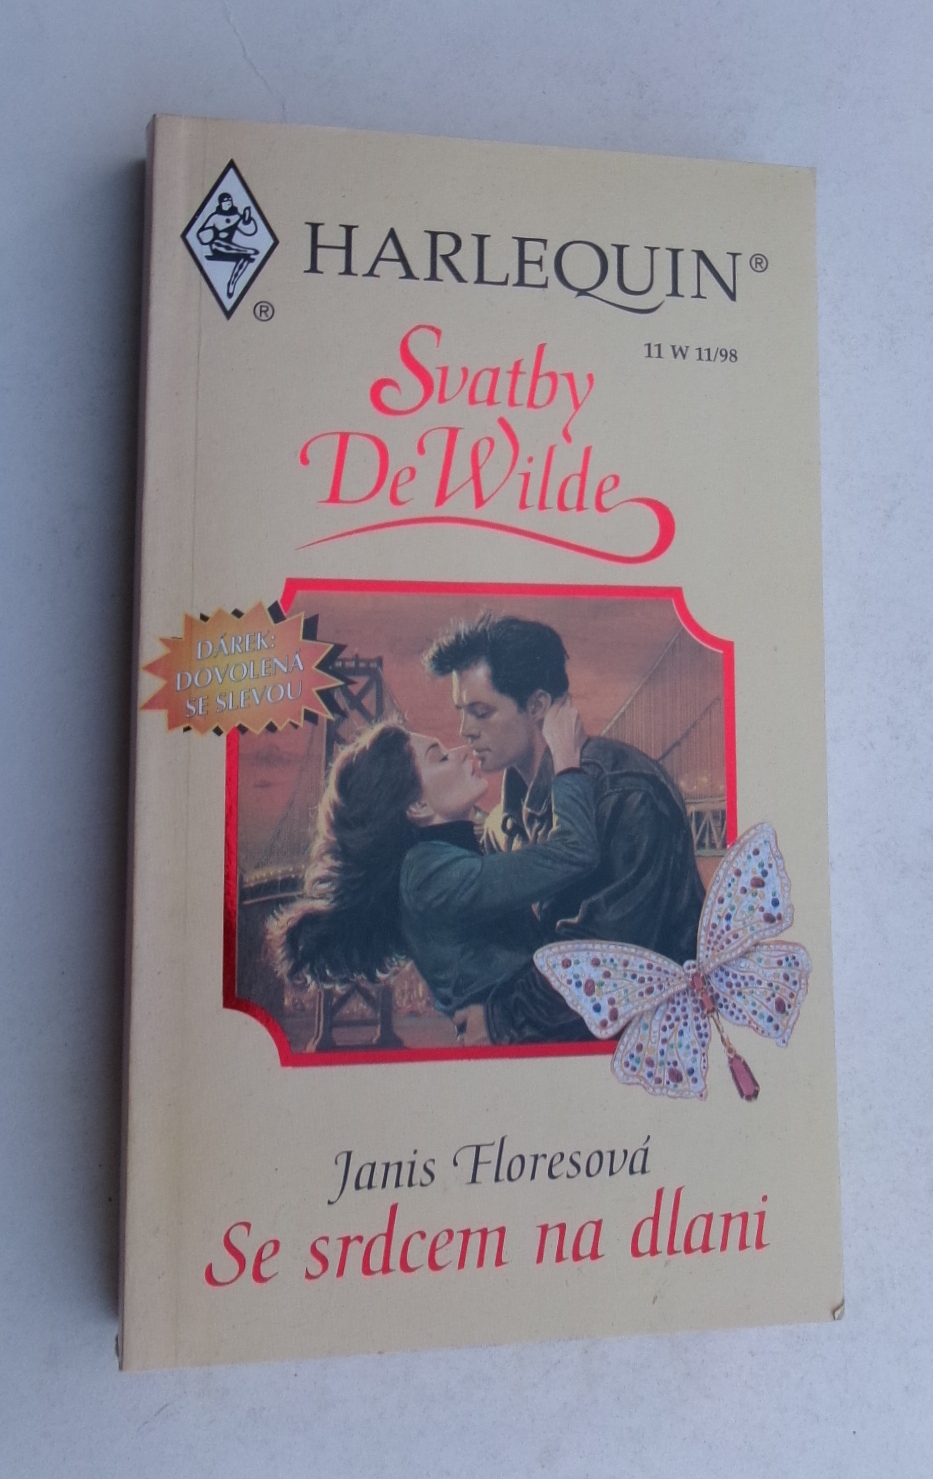 HARLEQUIN®
®
11 W 11/98
Svatby
DeWilde
DÁREK:
DOVOLENÁ
SE SLEVOU
Janis Floresová
Se srdcem na dlani